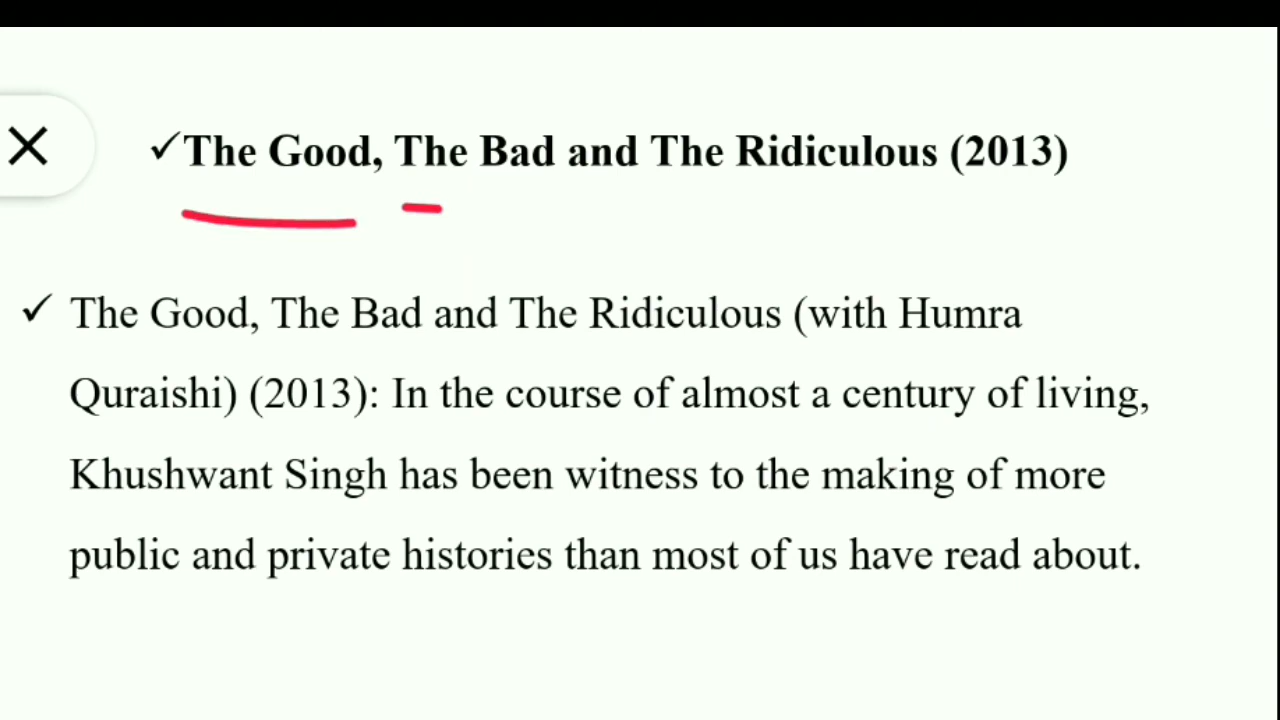 ✓The Good, The Bad and The Ridiculous (2013)
✓ The Good, The Bad and The Ridiculous (with Humra
Quraishi) (2013): In the course of almost a century of living,
Khushwant Singh has been witness to the making of more
public and private histories than most of us have read about.